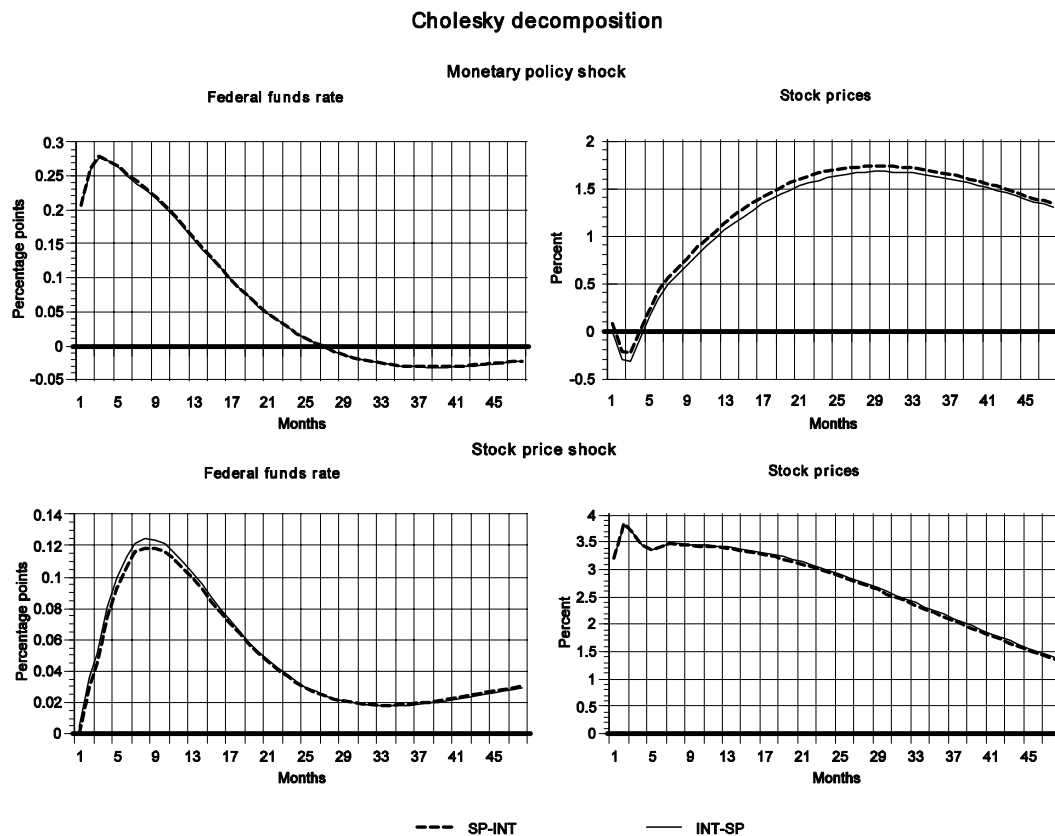 Cholesky decomposition
Monetary policy shock
Federal funds rate
Stock prices
Percentage points
0.3
0.25
0.2
0.15
0.1
0.05
0
-0.05
1 5 9 13 17 21 25 29 33 37 41 45
Months
Percent
2
1.5
1
0.5
0
-0.5
1 5 9 13 17 21 25 29 33 37 41 45
Months
Stock price shock
Federal funds rate
Stock prices
Percentage points
0.14
0.12
0.1
0.08
0.06
0.04
0.02
0
1 5 9 13 17 21 25 29 33 37 41 45
Months
Percent
4
3.5
3
2.5
2
1.5
1
0.5
0
1 5 9 13 17 21 25 29 33 37 41 45
Months
SP-INT INT-SP